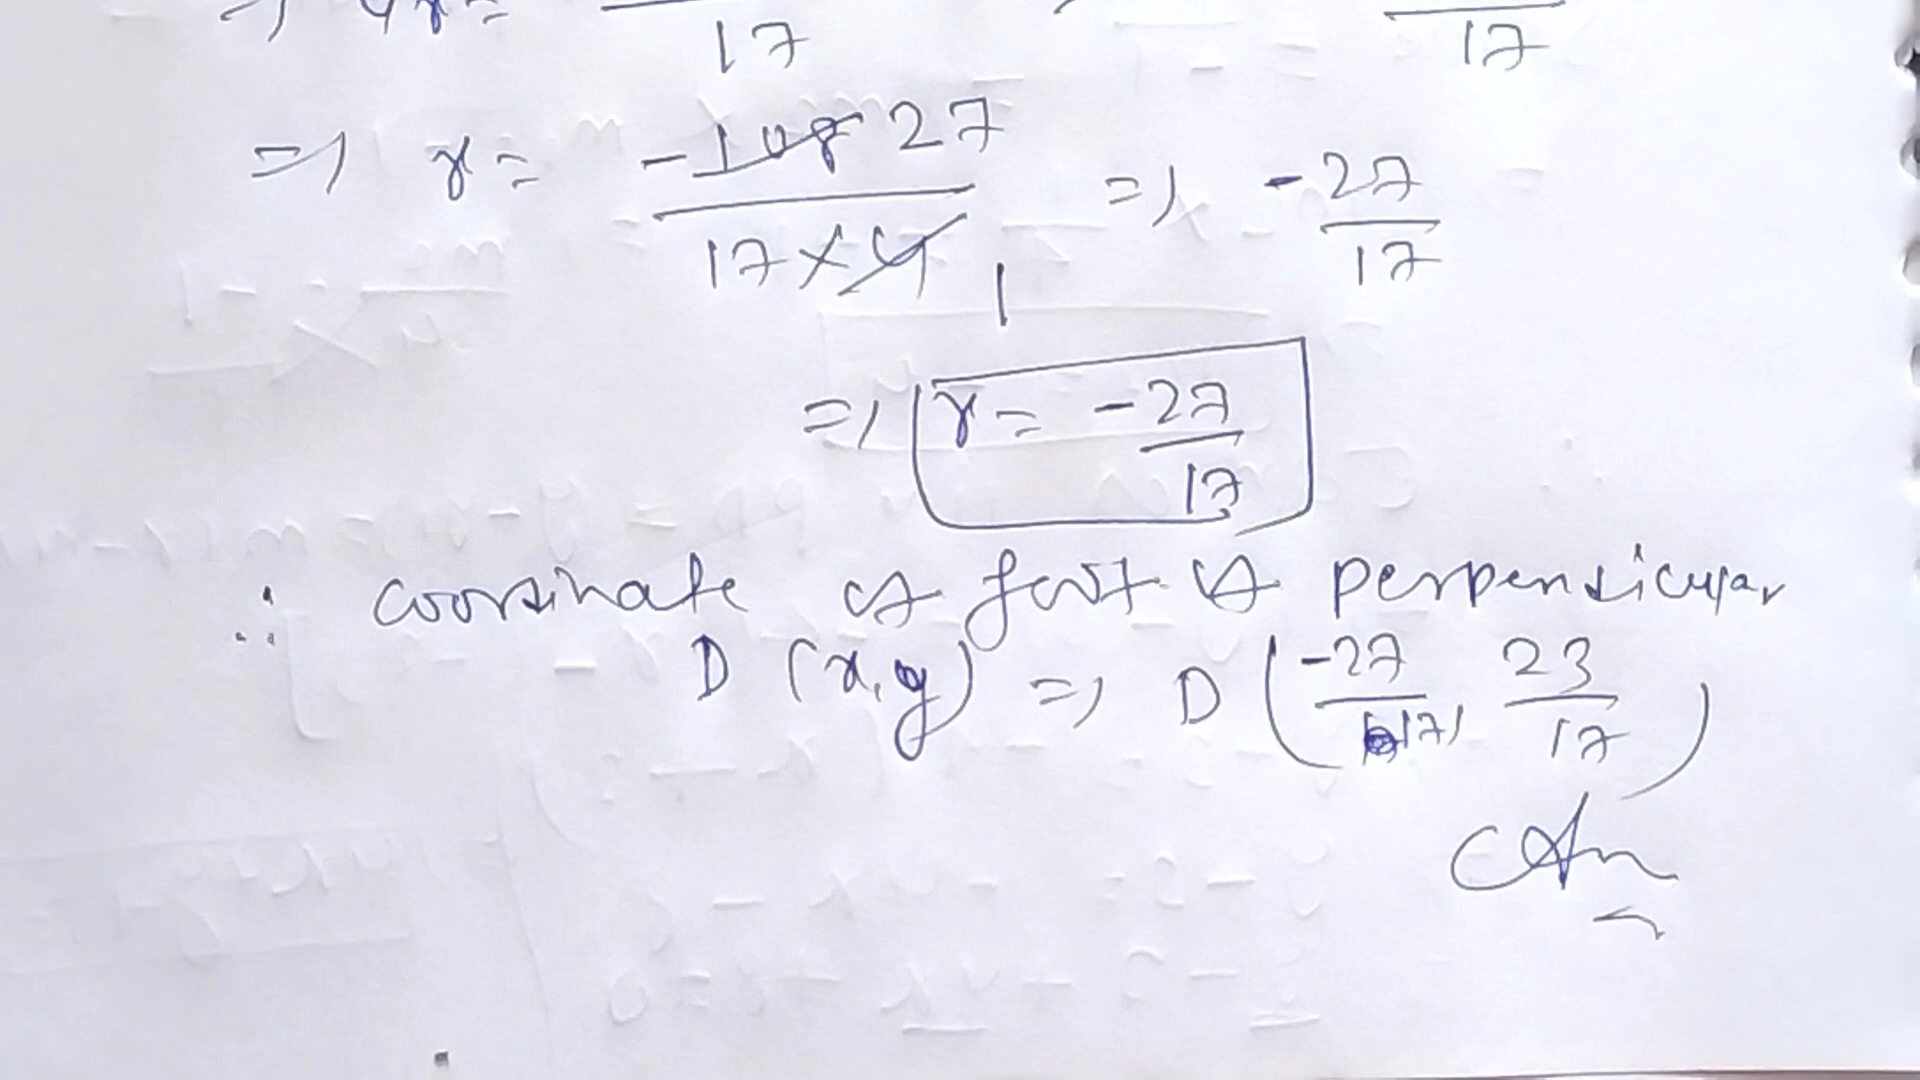 => 4x = 17 17
=> x = -108 27 / 17×4 => -27/17
1
=> x = -27/17
∴ coordinate of foot of perpendicular
D (x, y) => D (-27/17, 23/17)
Ans